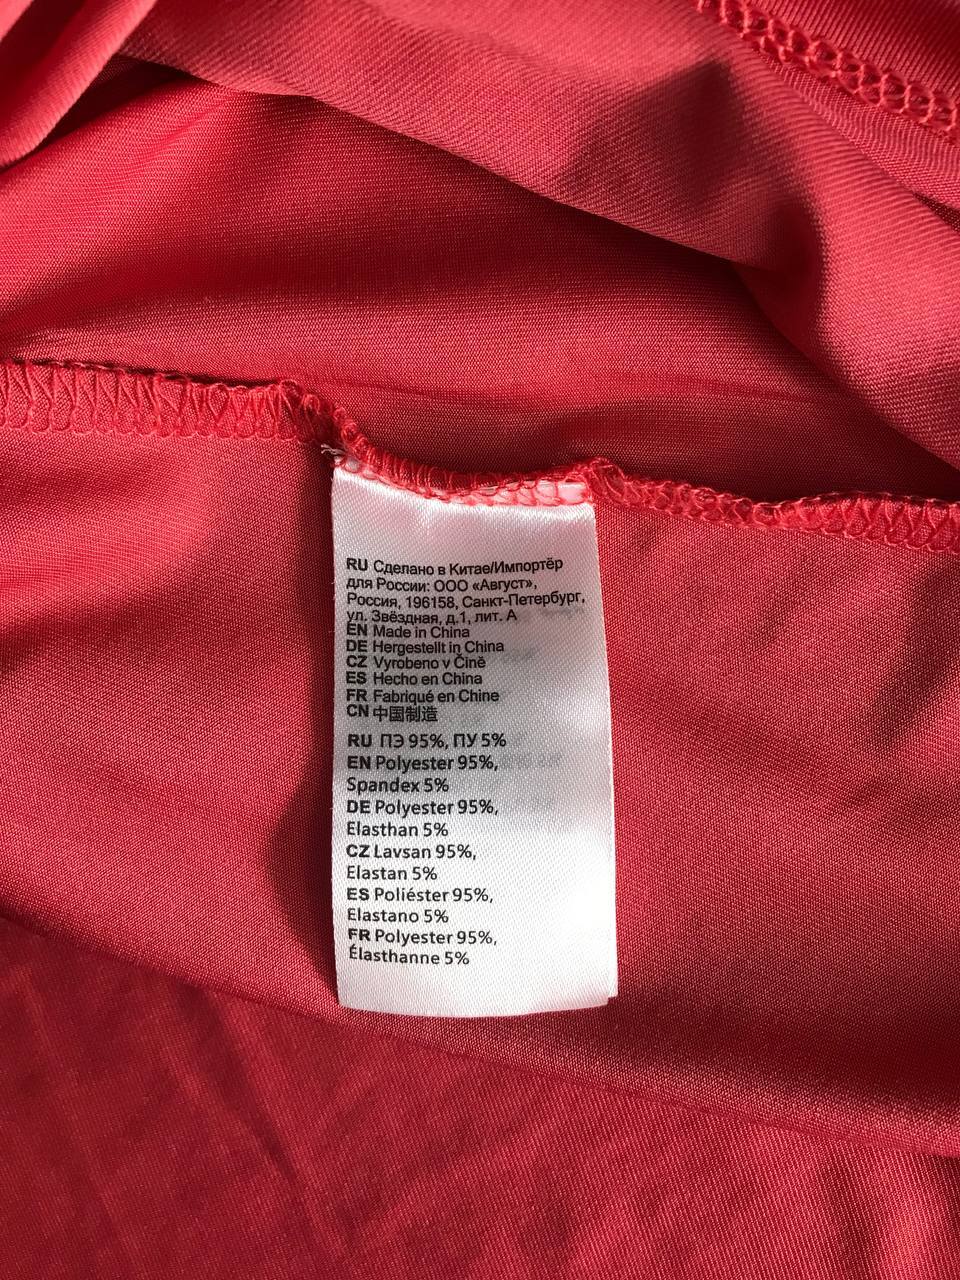 RU Сделано в Китае/Импортёр
для России: ООО «Август»,
Россия, 196158, Санкт-Петербург,
ул. Звёздная, д.1, лит. А
EN Made in China
DE Hergestellt in China
CZ Vyrobeno v Čině
ES Hecho en China
FR Fabriqué en Chine
CN 中国制造
RU ПЭ 95%, ПУ 5%
EN Polyester 95%,
Spandex 5%
DE Polyester 95%,
Elasthan 5%
CZ Lavsan 95%,
Elastan 5%
ES Poliéster 95%,
Elastano 5%
FR Polyester 95%,
Élasthanne 5%